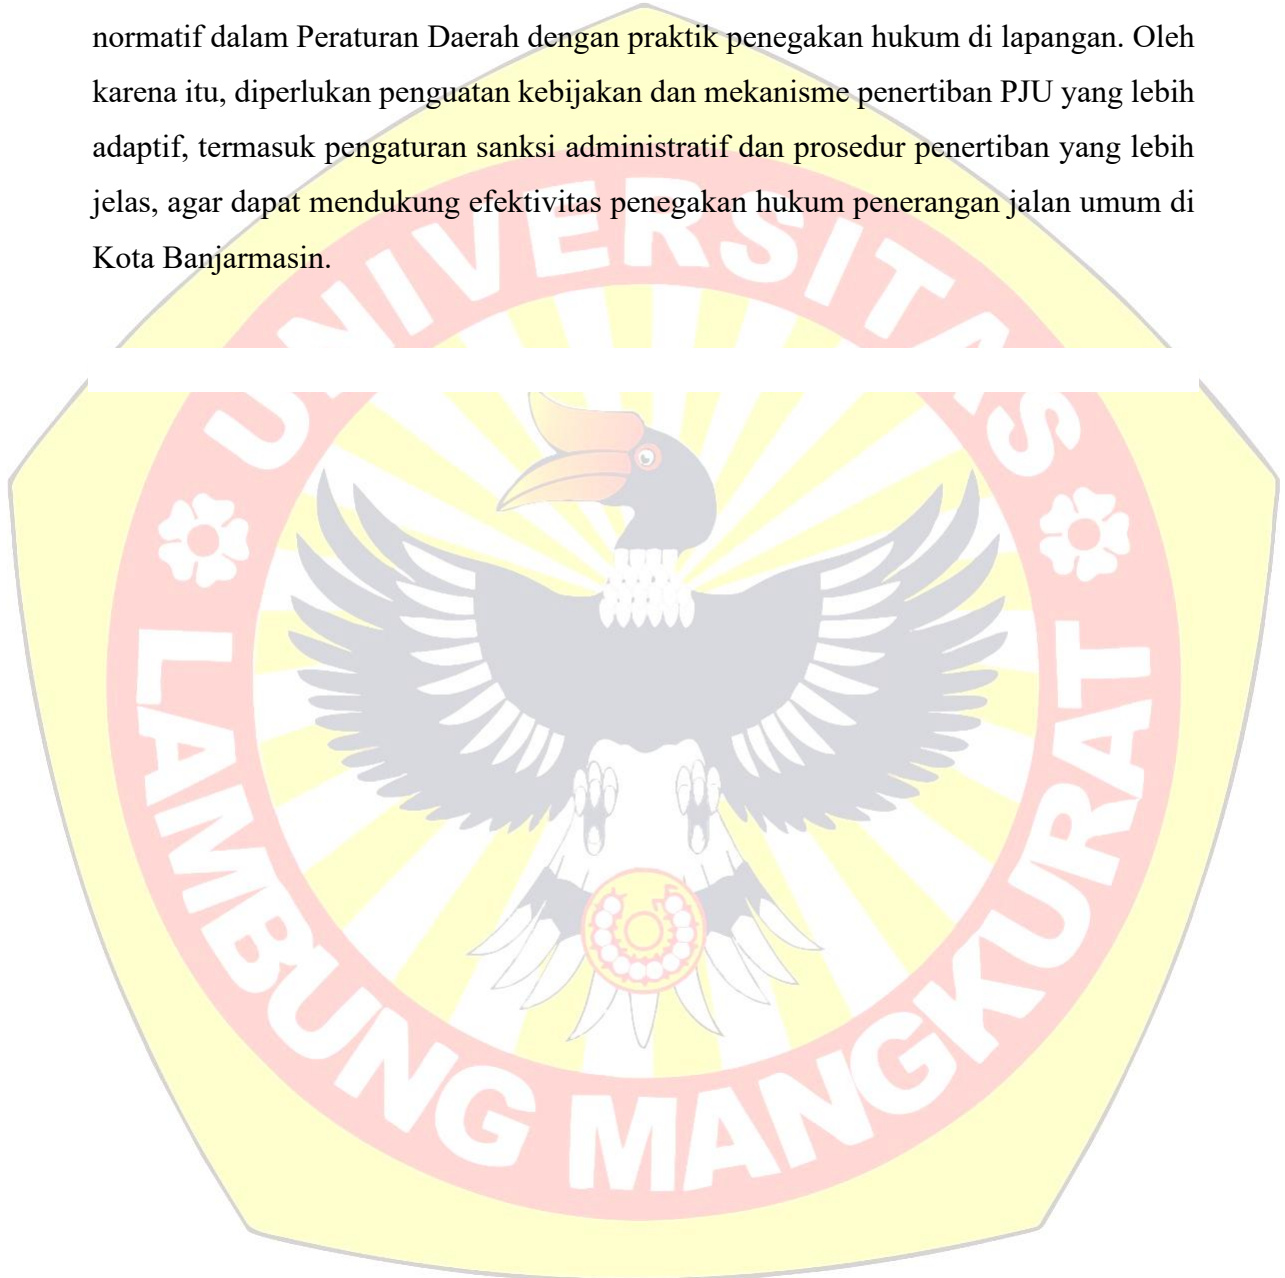 normatif dalam Peraturan Daerah dengan praktik penegakan hukum di lapangan. Oleh
karena itu, diperlukan penguatan kebijakan dan mekanisme penertiban PJU yang lebih
adaptif, termasuk pengaturan sanksi administratif dan prosedur penertiban yang lebih
jelas, agar dapat mendukung efektivitas penegakan hukum penerangan jalan umum di
Kota Banjarmasin.
UNIVERSITAS
LAMBUNG MANGKURAT